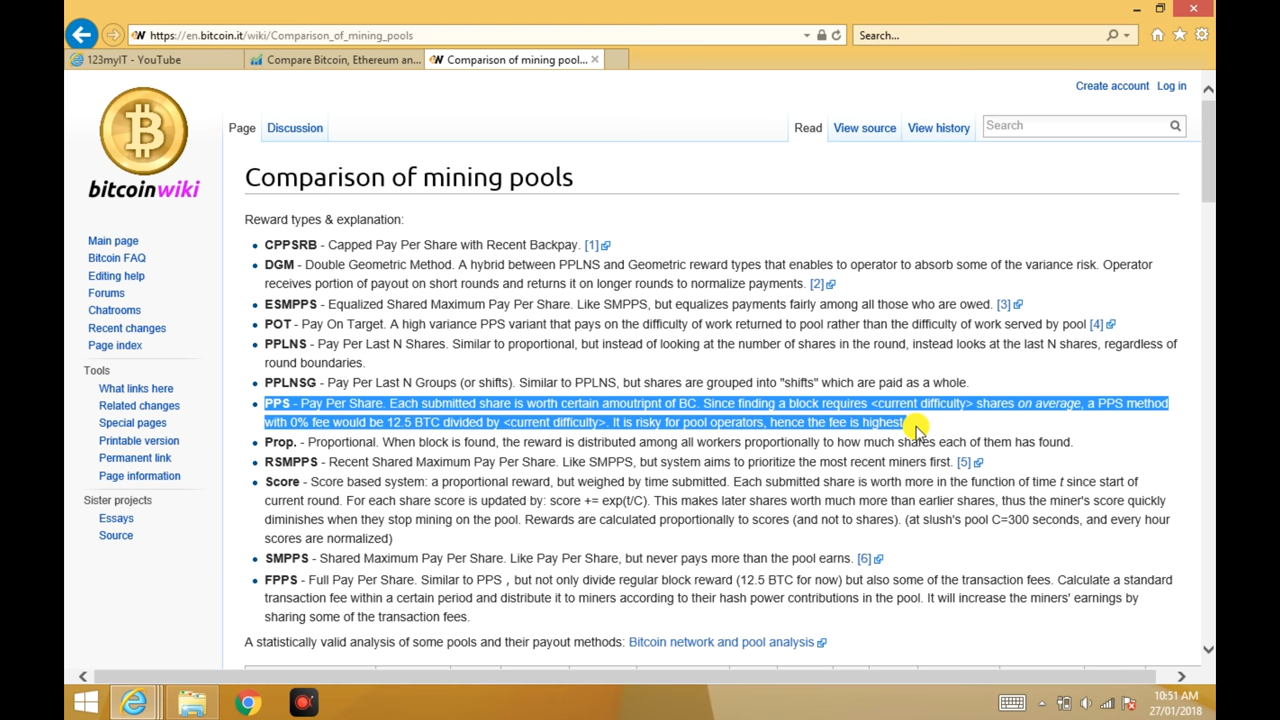 https://en.bitcoin.it/wiki/Comparison_of_mining_pools
Search...
123myIT - YouTube
Compare Bitcoin, Ethereum an...
Comparison of mining pool...
Create account Log in
Page Discussion
Read View source View history
Search
bitcoinwiki
Main page
Bitcoin FAQ
Editing help
Forums
Chatrooms
Recent changes
Page index
Tools
What links here
Related changes
Special pages
Printable version
Permanent link
Page information
Sister projects
Essays
Source
Comparison of mining pools
Reward types & explanation:
CPPSRB - Capped Pay Per Share with Recent Backpay. [1]
DGM - Double Geometric Method. A hybrid between PPLNS and Geometric reward types that enables to operator to absorb some of the variance risk. Operator
receives portion of payout on short rounds and returns it on longer rounds to normalize payments. [2]
ESMPPS - Equalized Shared Maximum Pay Per Share. Like SMPPS, but equalizes payments fairly among all those who are owed. [3]
POT - Pay On Target. A high variance PPS variant that pays on the difficulty of work returned to pool rather than the difficulty of work served by pool [4]
PPLNS - Pay Per Last N Shares. Similar to proportional, but instead of looking at the number of shares in the round, instead looks at the last N shares, regardless of
round boundaries.
PPLNSG - Pay Per Last N Groups (or shifts). Similar to PPLNS, but shares are grouped into "shifts" which are paid as a whole.
PPS - Pay Per Share. Each submitted share is worth certain amoutripnt of BC. Since finding a block requires <current difficulty> shares on average, a PPS method
with 0% fee would be 12.5 BTC divided by <current difficulty>. It is risky for pool operators, hence the fee is highest.
Prop. - Proportional. When block is found, the reward is distributed among all workers proportionally to how much shares each of them has found.
RSMPPS - Recent Shared Maximum Pay Per Share. Like SMPPS, but system aims to prioritize the most recent miners first. [5]
Score - Score based system: a proportional reward, but weighed by time submitted. Each submitted share is worth more in the function of time t since start of
current round. For each share score is updated by: score += exp(t/C). This makes later shares worth much more than earlier shares, thus the miner's score quickly
diminishes when they stop mining on the pool. Rewards are calculated proportionally to scores (and not to shares). (at slush's pool C=300 seconds, and every hour
scores are normalized)
SMPPS - Shared Maximum Pay Per Share. Like Pay Per Share, but never pays more than the pool earns. [6]
FPPS - Full Pay Per Share. Similar to PPS，but not only divide regular block reward (12.5 BTC for now) but also some of the transaction fees. Calculate a standard
transaction fee within a certain period and distribute it to miners according to their hash power contributions in the pool. It will increase the miners' earnings by
sharing some of the transaction fees.
A statistically valid analysis of some pools and their payout methods: Bitcoin network and pool analysis
10:51 AM
27/01/2018